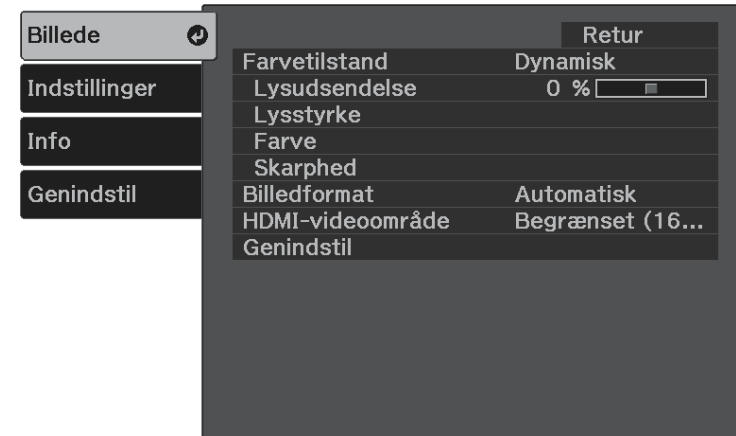 Billede
Indstillinger
Info
Genindstil
Retur
Farvetilstand Dynamisk
Lysudsendelse 0 %
Lysstyrke
Farve
Skarphed
Billedformat Automatisk
HDMI-videoområde Begrænset (16...
Genindstil